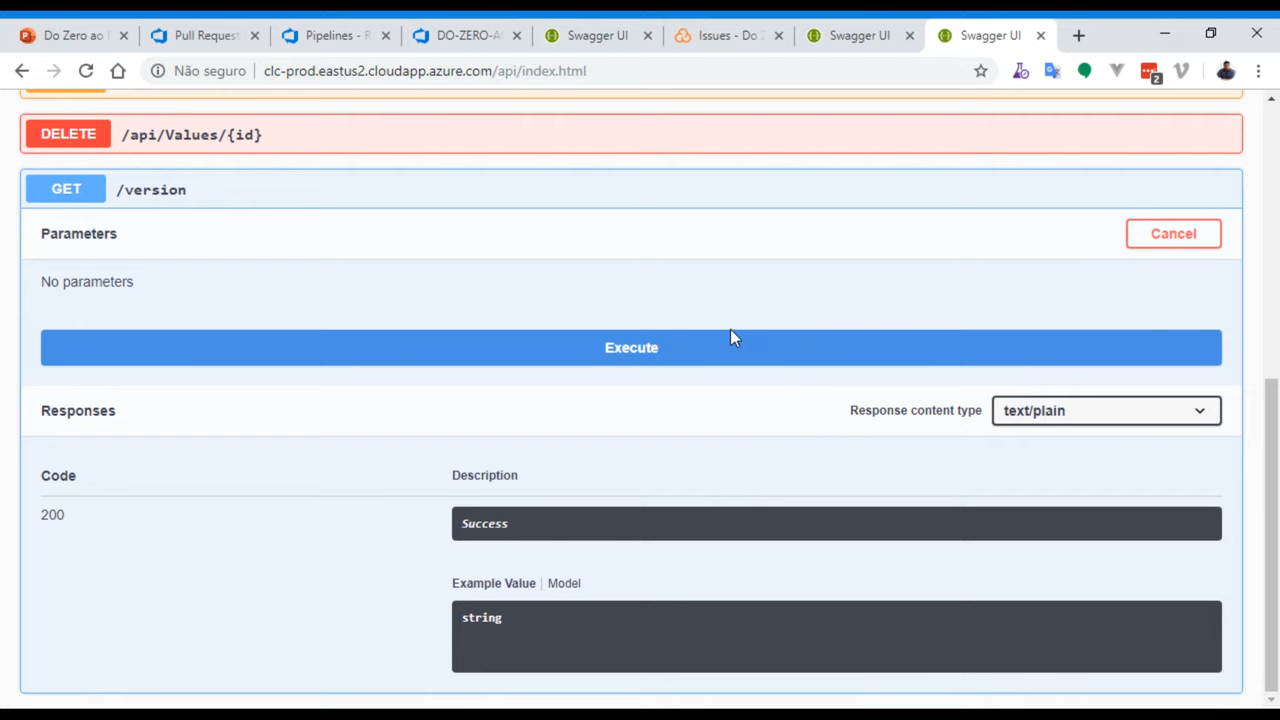 Do Zero ao
Pull Request
Pipelines - R
DO-ZERO-A
Swagger UI
Issues - Do Z
Swagger UI
Swagger UI
Não seguro
clc-prod.eastus2.cloudapp.azure.com/api/index.html
2
DELETE /api/Values/{id}
GET /version
Parameters
Cancel
No parameters
Execute
Responses
Response content type
text/plain
Code
Description
200
Success
Example Value
Model
string